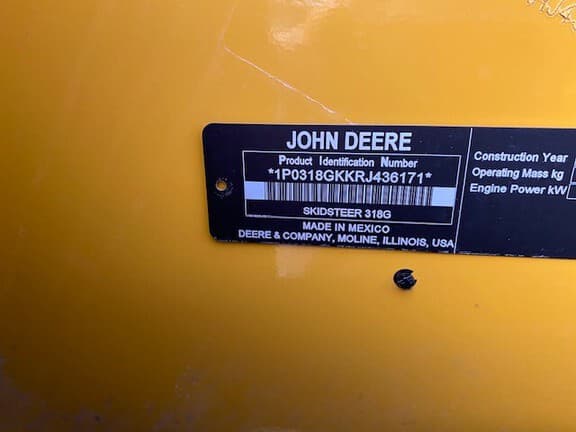 JOHN DEERE
Product Identification Number
*1P0318GKKRJ436171*
SKIDSTEER 318G
MADE IN MEXICO
DEERE & COMPANY, MOLINE, ILLINOIS, USA
Construction Year
Operating Mass kg
Engine Power kW